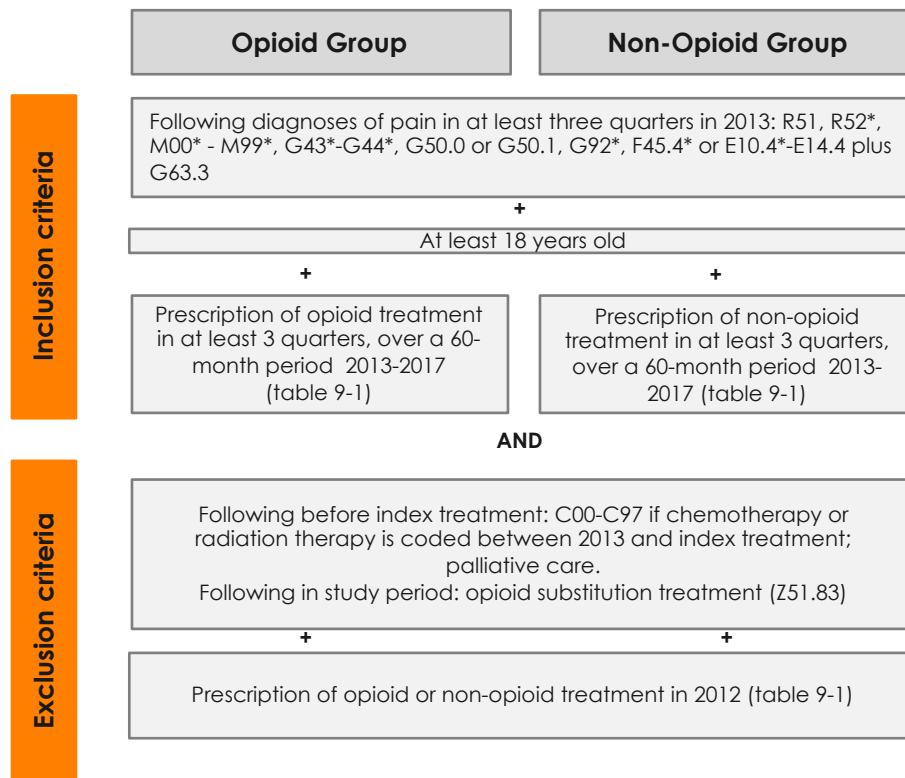 Opioid Group
Non-Opioid Group
Inclusion criteria
Following diagnoses of pain in at least three quarters in 2013: R51, R52*,
M00* - M99*, G43*-G44*, G50.0 or G50.1, G92*, F45.4* or E10.4*-E14.4 plus
G63.3
+
At least 18 years old
+
+
Prescription of opioid treatment
in at least 3 quarters, over a 60-
month period 2013-2017
(table 9-1)
Prescription of non-opioid
treatment in at least 3 quarters,
over a 60-month period 2013-
2017 (table 9-1)
AND
Exclusion criteria
Following before index treatment: C00-C97 if chemotherapy or
radiation therapy is coded between 2013 and index treatment;
palliative care.
Following in study period: opioid substitution treatment (Z51.83)
+
+
Prescription of opioid or non-opioid treatment in 2012 (table 9-1)